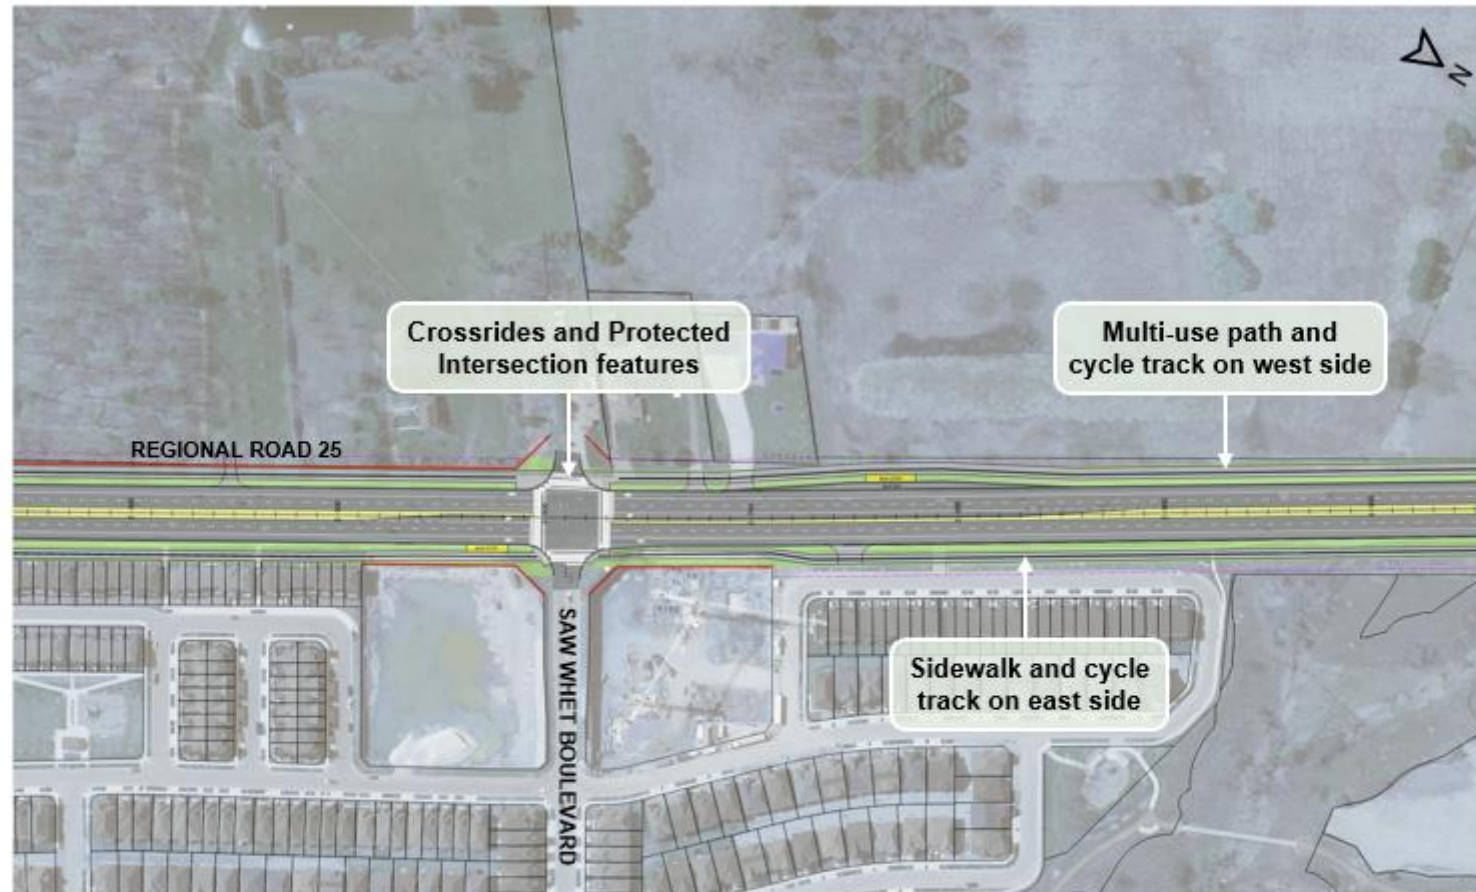 N
Crossrides and Protected
Intersection features
Multi-use path and
cycle track on west side
REGIONAL ROAD 25
Sidewalk and cycle
track on east side
SAW WHET BOULEVARD